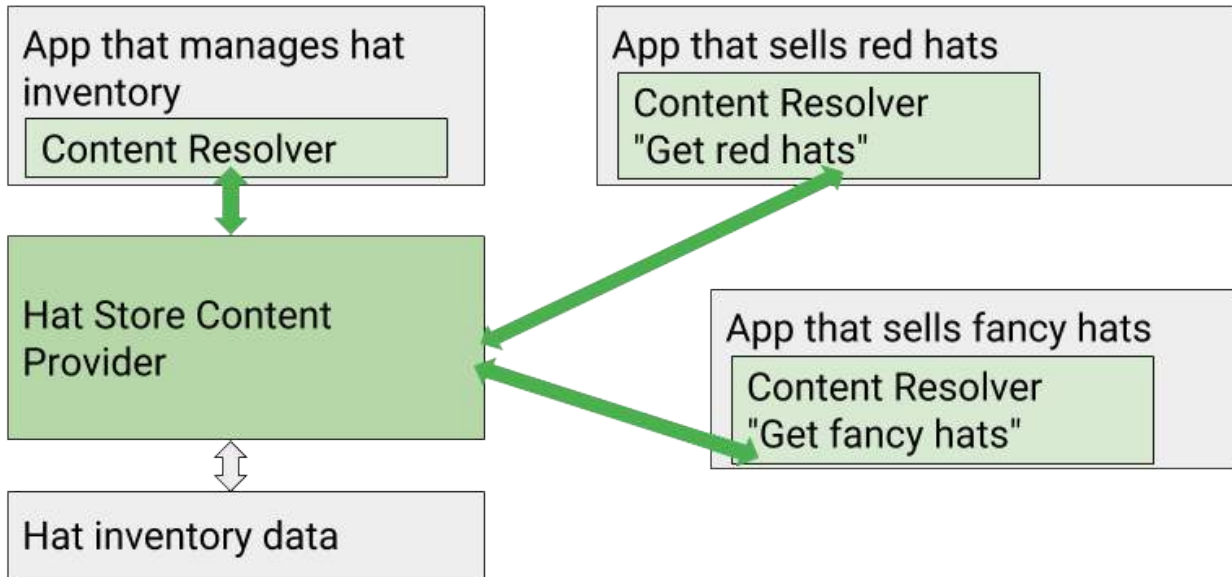 App that manages hat
inventory
Content Resolver
App that sells red hats
Content Resolver
"Get red hats"
Hat Store Content
Provider
App that sells fancy hats
Content Resolver
"Get fancy hats"
Hat inventory data